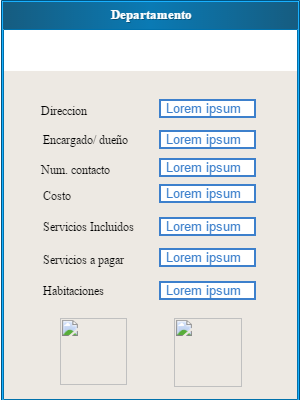 Departamento
Direccion Lorem ipsum
Encargado/ dueño Lorem ipsum
Num. contacto Lorem ipsum
Costo Lorem ipsum
Servicios Incluidos Lorem ipsum
Servicios a pagar Lorem ipsum
Habitaciones Lorem ipsum